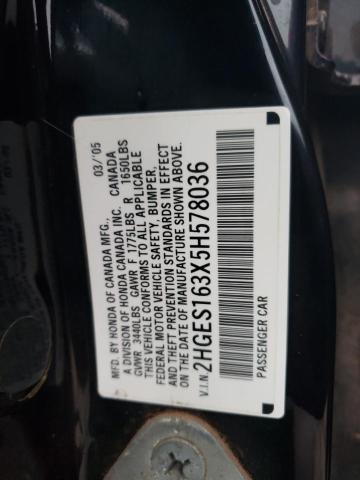 MFD. BY HONDA OF CANADA MFG., 03/'05
A DIVISION OF HONDA CANADA INC. CANADA
GVWR 3440LBS GAWR F 1775LBS R 1650LBS
THIS VEHICLE CONFORMS TO ALL APPLICABLE
FEDERAL MOTOR VEHICLE SAFETY, BUMPER,
AND THEFT PREVENTION STANDARDS IN EFFECT
ON THE DATE OF MANUFACTURE SHOWN ABOVE.
V.I.N. 2HGES163X5H578036
PASSENGER CAR